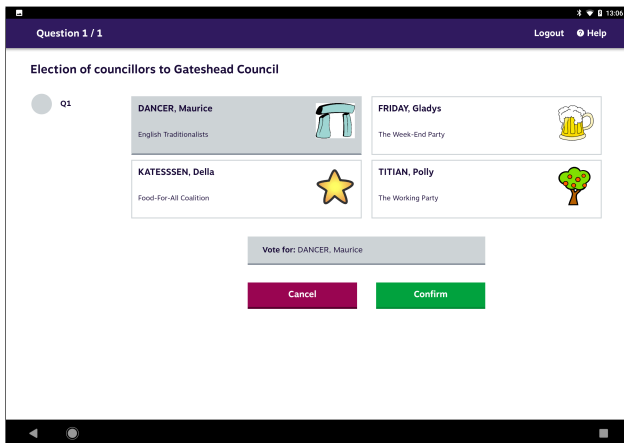 13:06
Question 1 / 1
Logout
Help
Election of councillors to Gateshead Council
Q1
DANCER, Maurice
English Traditionalists
FRIDAY, Gladys
The Week-End Party
KATESSSEN, Della
Food-For-All Coalition
TITIAN, Polly
The Working Party
Vote for: DANCER, Maurice
Cancel
Confirm